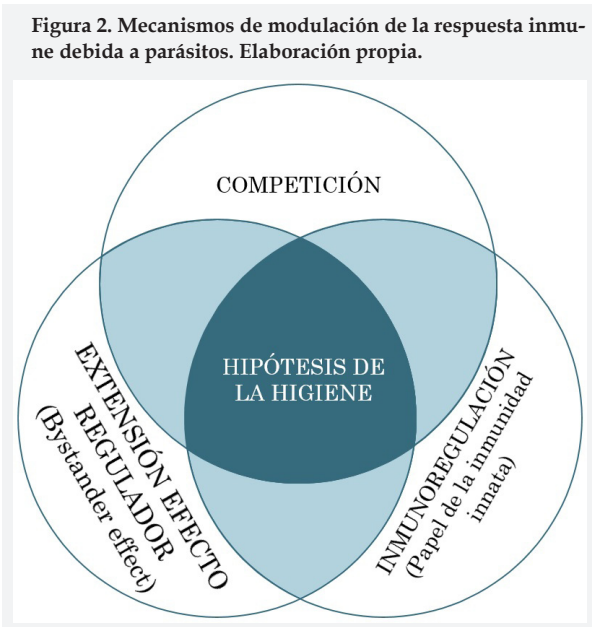 Figura 2. Mecanismos de modulación de la respuesta inmu-
ne debida a parásitos. Elaboración propia.
COMPETICIÓN
HIPÓTESIS DE
LA HIGIENE
EXTENSIÓN EFECTO
REGULADOR
(Bystander effect)
INMUNOREGULACIÓN
(Papel de la inmunidad
innata)